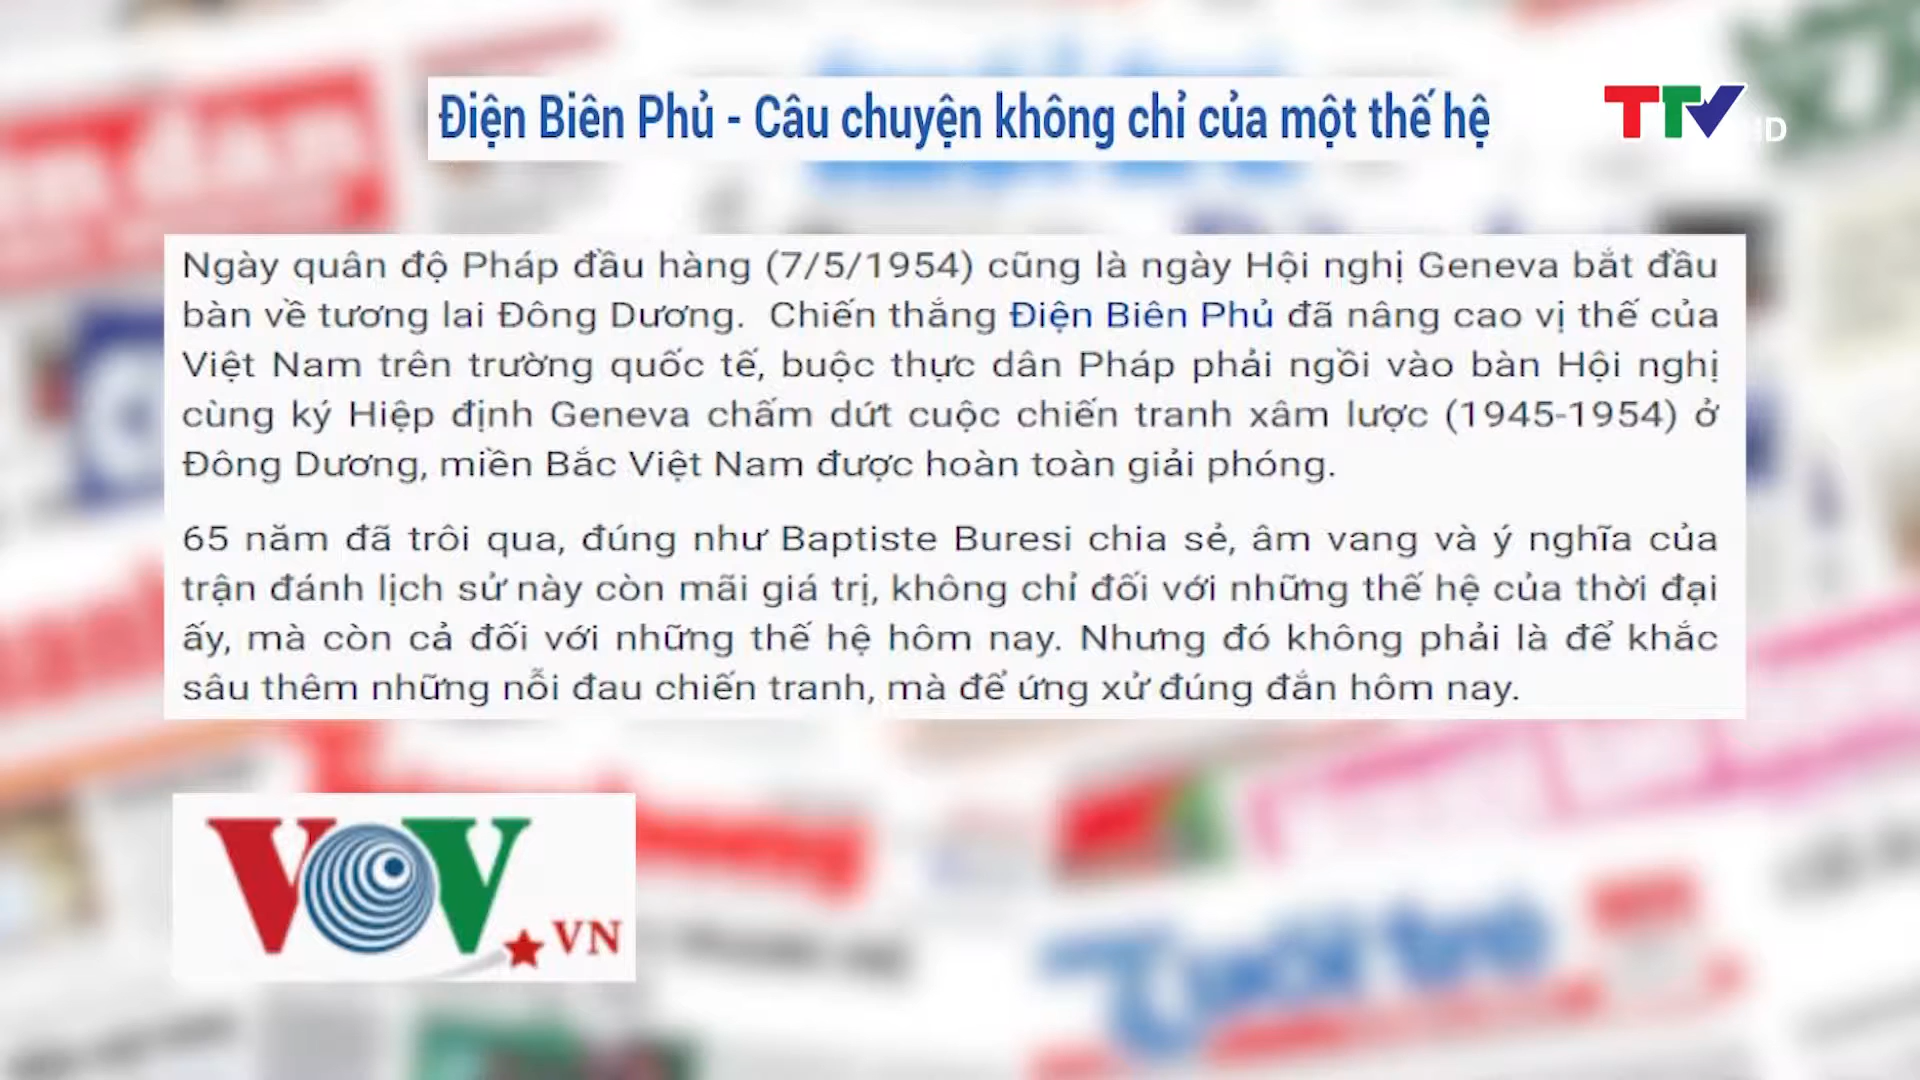 Điện Biên Phủ - Câu chuyện không chỉ của một thế hệ
TTV HD
Ngày quân độ Pháp đầu hàng (7/5/1954) cũng là ngày Hội nghị Geneva bắt đầu
bàn về tương lai Đông Dương. Chiến thắng Điện Biên Phủ đã nâng cao vị thế của
Việt Nam trên trường quốc tế, buộc thực dân Pháp phải ngồi vào bàn Hội nghị
cùng ký Hiệp định Geneva chấm dứt cuộc chiến tranh xâm lược (1945-1954) ở
Đông Dương, miền Bắc Việt Nam được hoàn toàn giải phóng.
65 năm đã trôi qua, đúng như Baptiste Buresi chia sẻ, âm vang và ý nghĩa của
trận đánh lịch sử này còn mãi giá trị, không chỉ đối với những thế hệ của thời đại
ấy, mà còn cả đối với những thế hệ hôm nay. Nhưng đó không phải là để khắc
sâu thêm những nỗi đau chiến tranh, mà để ứng xử đúng đắn hôm nay.
VOV.VN
Tuổi trẻ